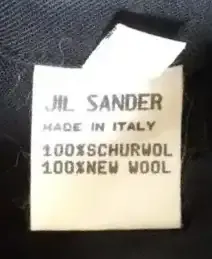 JIL SANDER
MADE IN ITALY
100%SCHURWOL
100%NEW WOOL